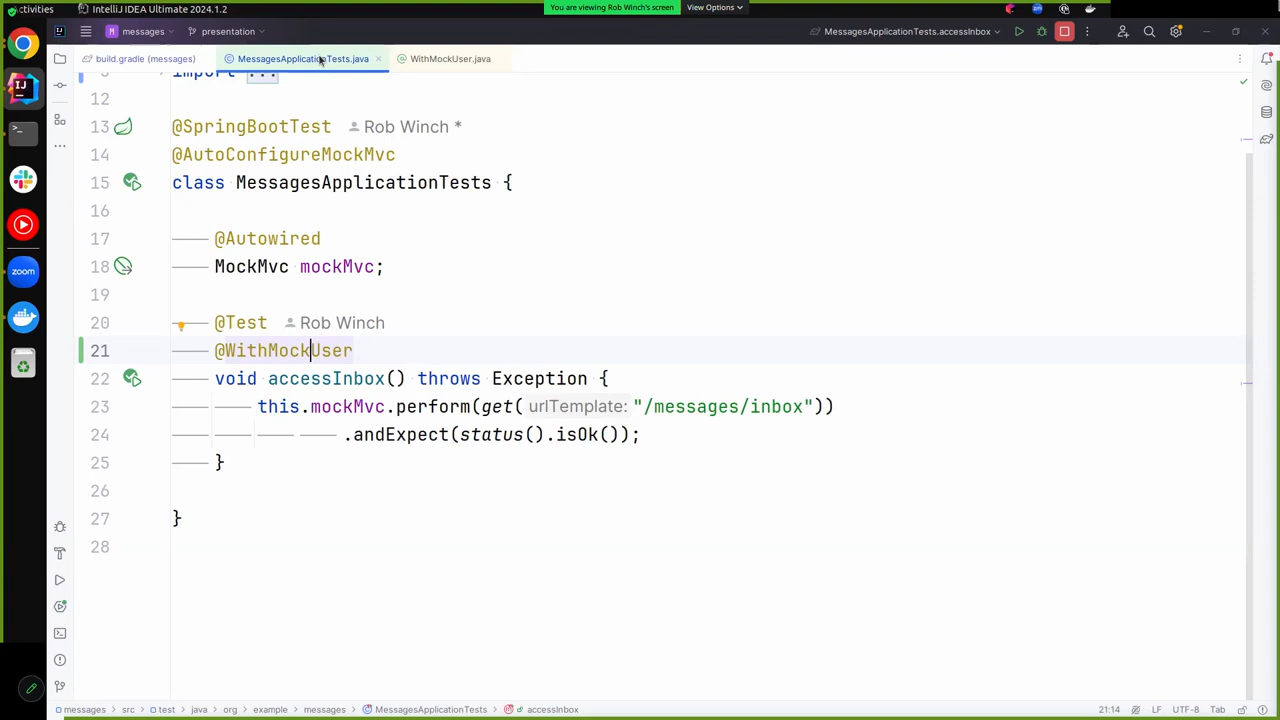 You are viewing Rob Winch's screen View Options
ctivities IntelliJ IDEA Ultimate 2024.1.2
M messages presentation MessagesApplicationTests.accessInbox
build.gradle (messages) MessagesApplicationTests.java WithMockUser.java
import ...
12
13 @SpringBootTest Rob Winch *
14 @AutoConfigureMockMvc
15 class MessagesApplicationTests {
16
17 @Autowired
18 MockMvc mockMvc;
19
20 @Test Rob Winch
21 @WithMockUser
22 void accessInbox() throws Exception {
23 this.mockMvc.perform(get( urlTemplate: "/messages/inbox"))
24 .andExpect(status().isOk());
25 }
26
27 }
28
messages src test java org example messages MessagesApplicationTests accessInbox 21:14 LF UTF-8 Tab
zoom